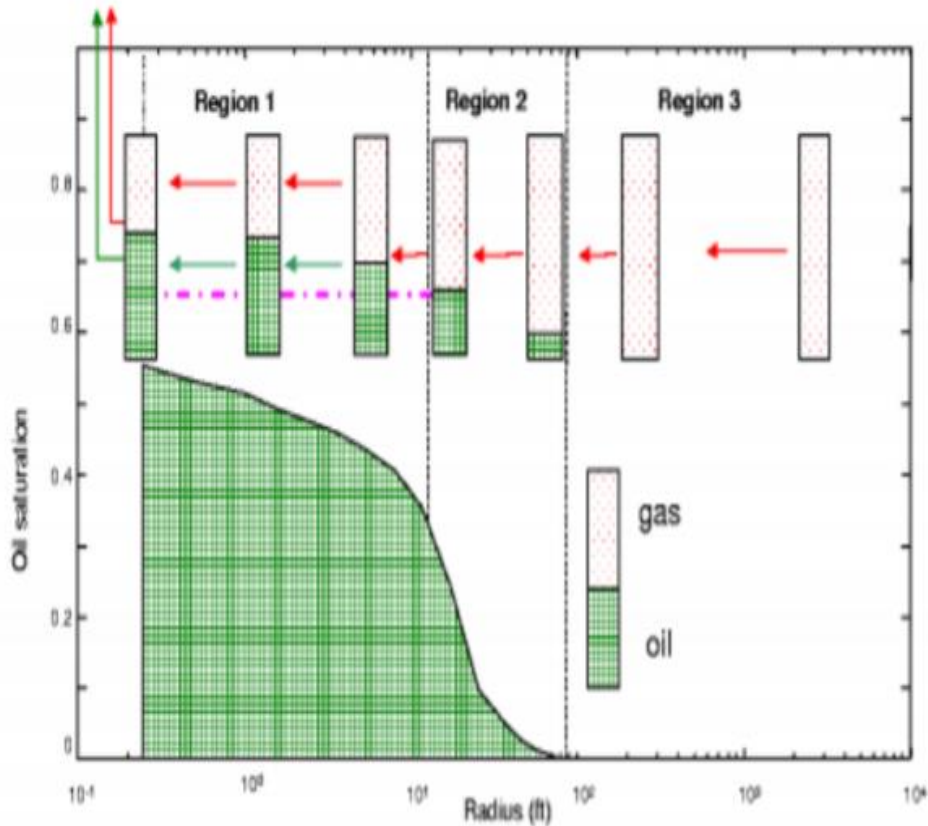 Region 1
Region 2
Region 3
0.8
0.6
0.4
0.2
0
Oil saturation
gas
oil
10-1
10⁰
10¹
10²
10³
10⁴
Radius (ft)